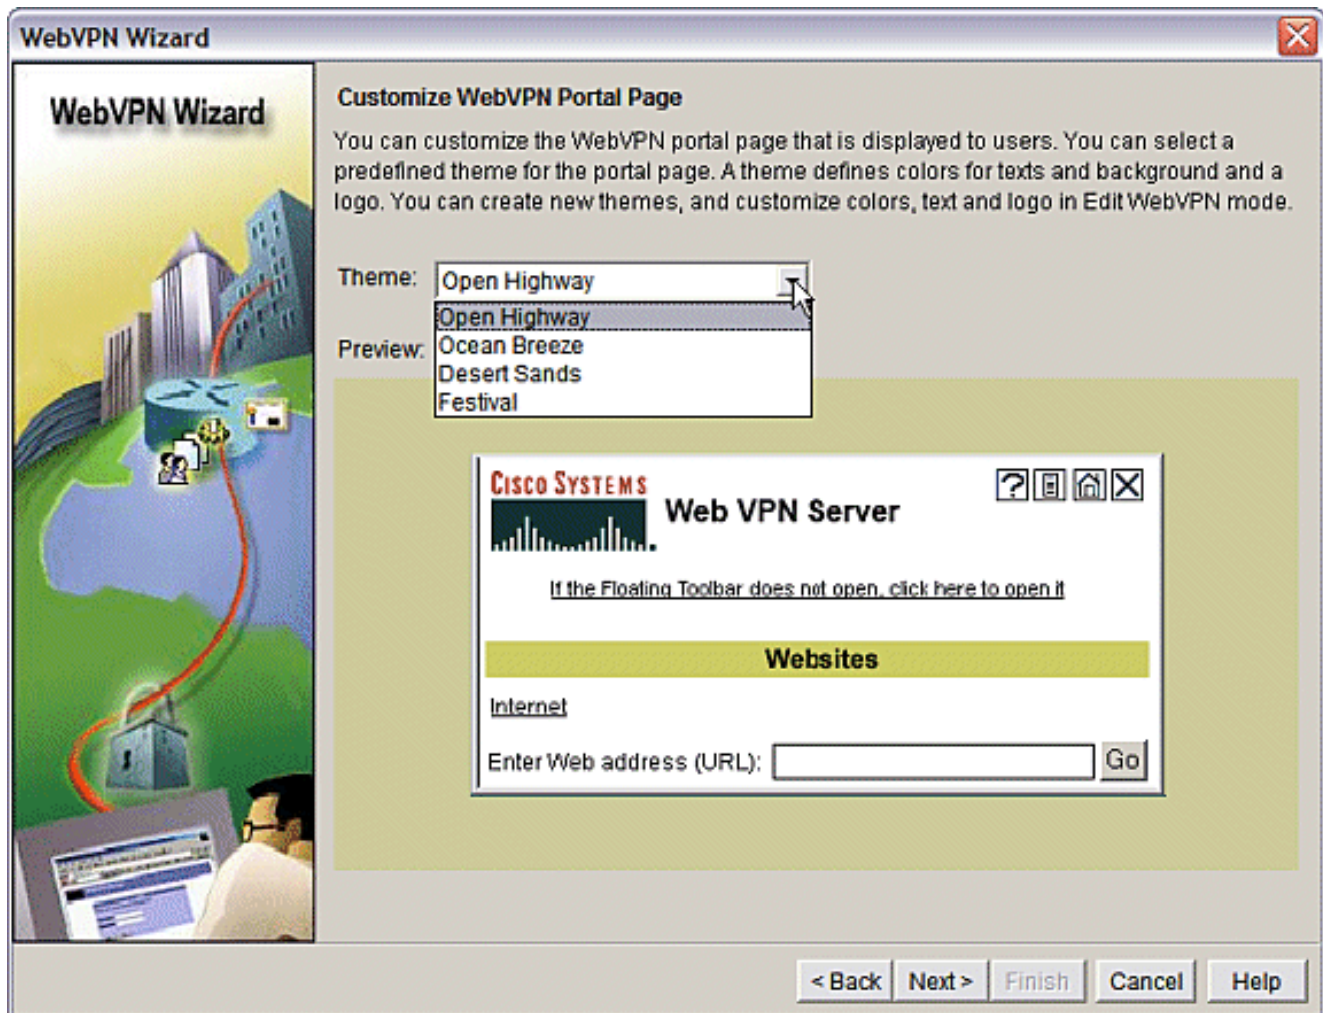 WebVPN Wizard
WebVPN Wizard
Customize WebVPN Portal Page
You can customize the WebVPN portal page that is displayed to users. You can select a
predefined theme for the portal page. A theme defines colors for texts and background and a
logo. You can create new themes, and customize colors, text and logo in Edit WebVPN mode.
Theme:
Open Highway
Open Highway
Ocean Breeze
Desert Sands
Festival
Preview:
CISCO SYSTEMS
Web VPN Server
If the Floating Toolbar does not open, click here to open it
Websites
Internet
Enter Web address (URL):
Go
< Back
Next >
Finish
Cancel
Help